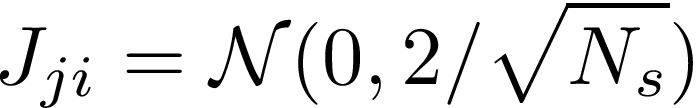 $J_{ji} = \mathcal{N}(0, 2/\sqrt{N_s})$